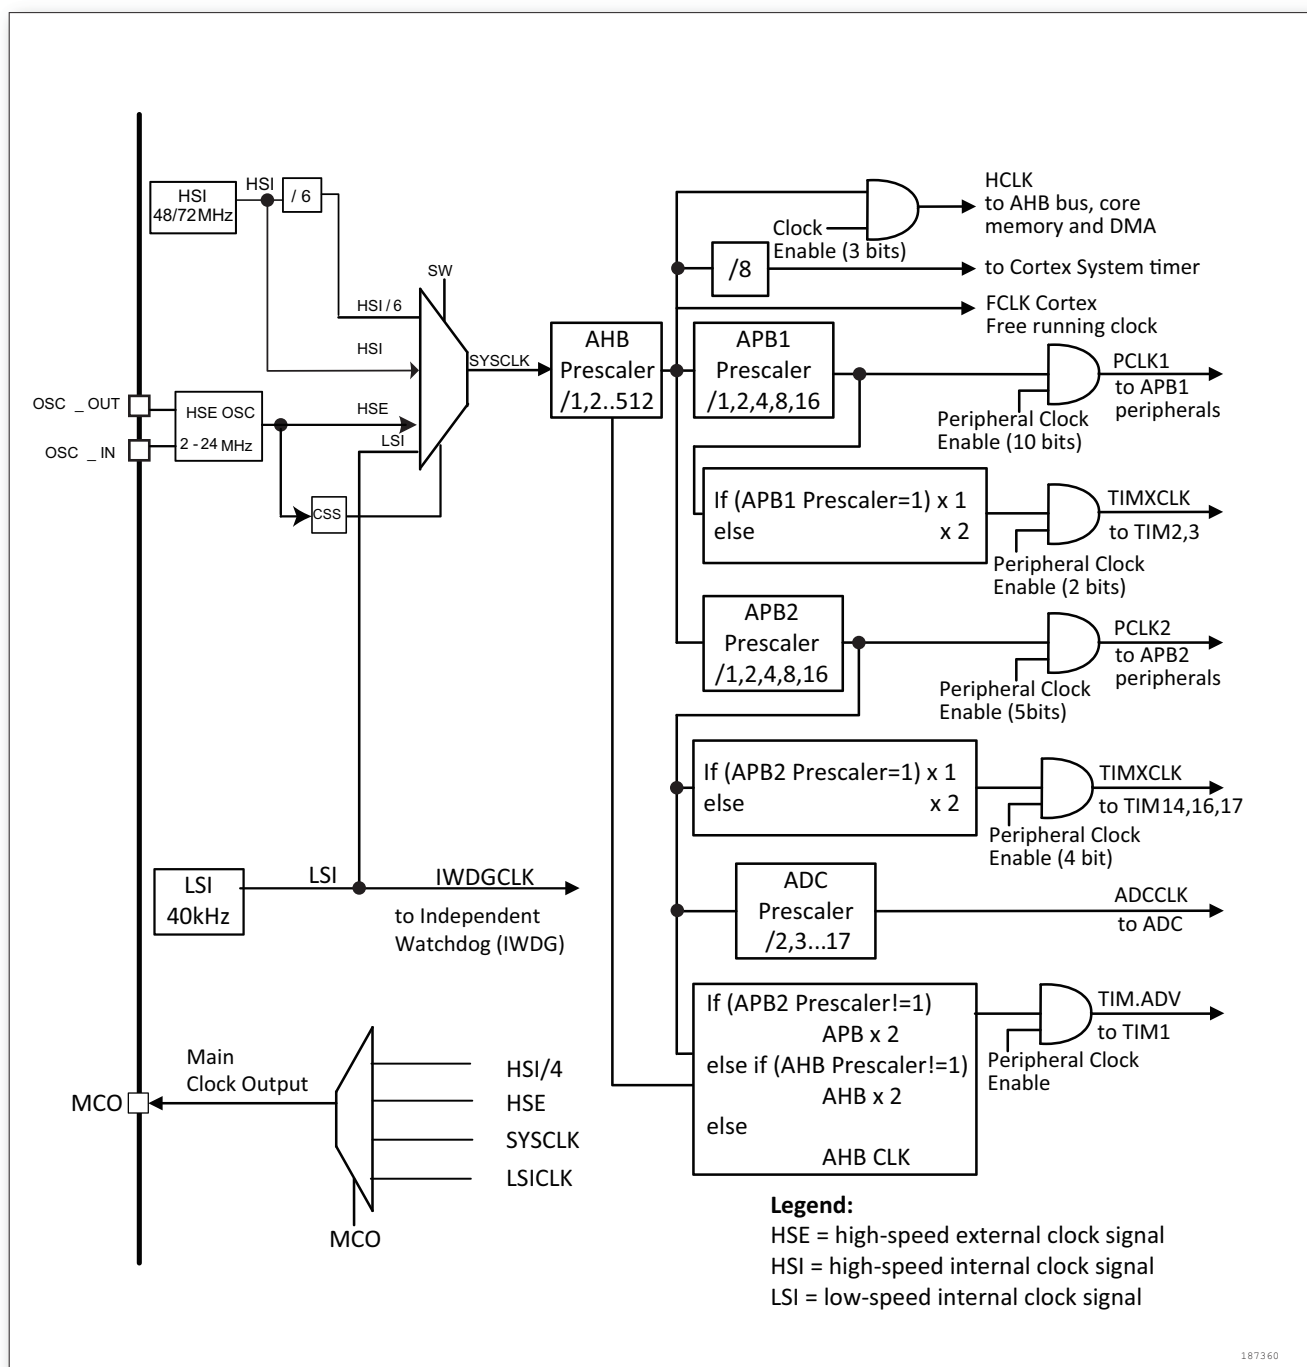 HSI
48/72MHz
HSI
/ 6
SW
HSI / 6
HSI
HSE
LSI
SYSCLK
OSC _ OUT
OSC _ IN
HSE OSC
2 - 24 MHz
CSS
AHB
Prescaler
/1,2..512
Clock
Enable (3 bits)
HCLK
to AHB bus, core
memory and DMA
/8
to Cortex System timer
FCLK Cortex
Free running clock
APB1
Prescaler
/1,2,4,8,16
Peripheral Clock
Enable (10 bits)
PCLK1
to APB1
peripherals
If (APB1 Prescaler=1) x 1
else x 2
Peripheral Clock
Enable (2 bits)
TIMXCLK
to TIM2,3
APB2
Prescaler
/1,2,4,8,16
Peripheral Clock
Enable (5bits)
PCLK2
to APB2
peripherals
If (APB2 Prescaler=1) x 1
else x 2
Peripheral Clock
Enable (4 bit)
TIMXCLK
to TIM14,16,17
LSI
40kHz
LSI
IWDGCLK
to Independent
Watchdog (IWDG)
ADC
Prescaler
/2,3...17
ADCCLK
to ADC
If (APB2 Prescaler!=1)
APB x 2
else if (AHB Prescaler!=1)
AHB x 2
else
AHB CLK
Peripheral Clock
Enable
TIM.ADV
to TIM1
Main
Clock Output
MCO
HSI/4
HSE
SYSCLK
LSICLK
MCO
Legend:
HSE = high-speed external clock signal
HSI = high-speed internal clock signal
LSI = low-speed internal clock signal
187360